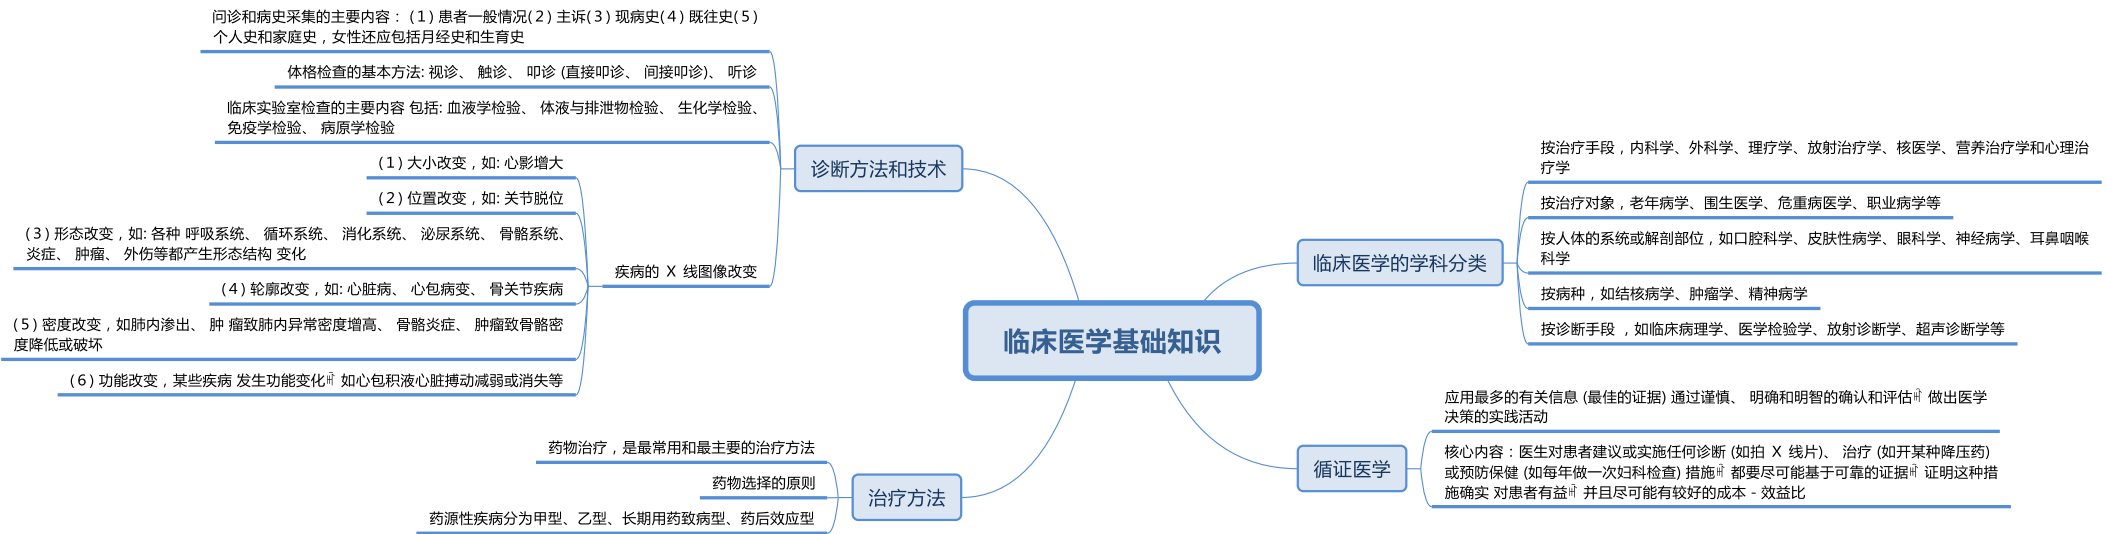 问诊和病史采集的主要内容： (1) 患者一般情况(2) 主诉(3) 现病史(4) 既往史(5)
个人史和家庭史，女性还应包括月经史和生育史
体格检查的基本方法: 视诊、 触诊、 叩诊 (直接叩诊、 间接叩诊)、 听诊
临床实验室检查的主要内容 包括: 血液学检验、 体液与排泄物检验、 生化学检验、
免疫学检验、 病原学检验
诊断方法和技术
(1) 大小改变，如: 心影增大
(2) 位置改变，如: 关节脱位
(3) 形态改变，如: 各种 呼吸系统、 循环系统、 消化系统、 泌尿系统、 骨骼系统、
炎症、 肿瘤、 外伤等都产生形态结构 变化
疾病的 X 线图像改变
(4) 轮廓改变，如: 心脏病、 心包病变、 骨关节疾病
(5) 密度改变，如肺内渗出、 肿 瘤致肺内异常密度增高、 骨骼炎症、 肿瘤致骨骼密
度降低或破坏
(6) 功能改变，某些疾病 发生功能变化 如心包积液心脏搏动减弱或消失等
药物治疗，是最常用和最主要的治疗方法
药物选择的原则
治疗方法
药源性疾病分为甲型、乙型、长期用药致病型、药后效应型
临床医学基础知识
按治疗手段，内科学、外科学、理疗学、放射治疗学、核医学、营养治疗学和心理治
疗学
按治疗对象，老年病学、围生医学、危重病医学、职业病学等
按人体的系统或解剖部位，如口腔科学、皮肤性病学、眼科学、神经病学、耳鼻咽喉
科学
临床医学的学科分类
按病种，如结核病学、肿瘤学、精神病学
按诊断手段 ，如临床病理学、医学检验学、放射诊断学、超声诊断学等
应用最多的有关信息 (最佳的证据) 通过谨慎、 明确和明智的确认和评估 做出医学
决策的实践活动
循证医学
核心内容：医生对患者建议或实施任何诊断 (如拍 X 线片)、 治疗 (如开某种降压药)
或预防保健 (如每年做一次妇科检查) 措施 都要尽可能基于可靠的证据 证明这种措
施确实 对患者有益 并且尽可能有较好的成本 - 效益比